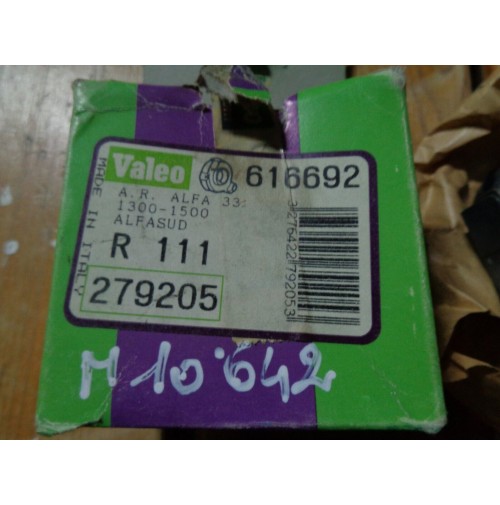 Valeo 616692
A.R. ALFA 33:
1300-1500
ALFASUD
R 111
279205
MADE IN ITALY
3276422792053
M 10'642